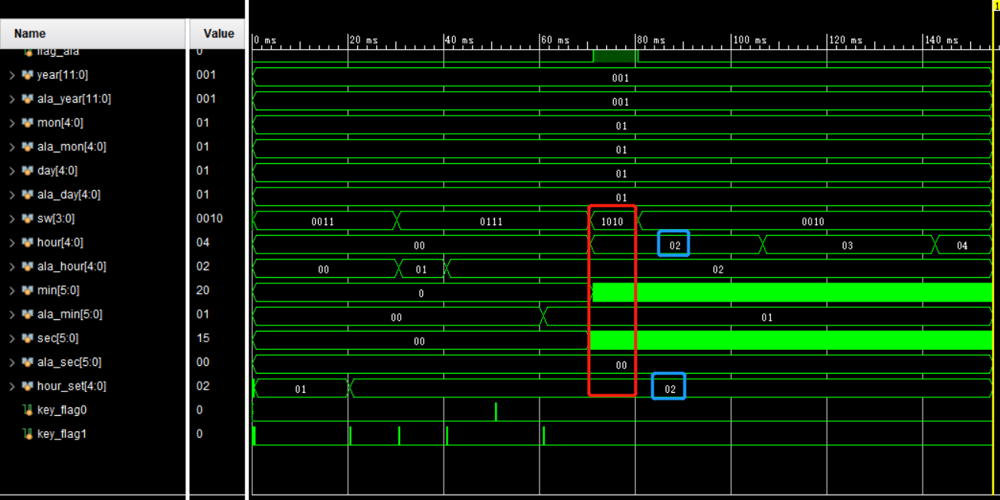 1
Name Value 0 ms 20 ms 40 ms 60 ms 80 ms 100 ms 120 ms 140 ms
flag_ala 0
year[11:0] 001 001
ala_year[11:0] 001 001
mon[4:0] 01 01
ala_mon[4:0] 01 01
day[4:0] 01 01
ala_day[4:0] 01 01
sw[3:0] 0010 0011 0111 1010 0010
hour[4:0] 04 00 02 03 04
ala_hour[4:0] 02 00 01 02
min[5:0] 20 0
ala_min[5:0] 01 00 01
sec[5:0] 15 00
ala_sec[5:0] 00 00
hour_set[4:0] 02 01 02
key_flag0 0
key_flag1 0